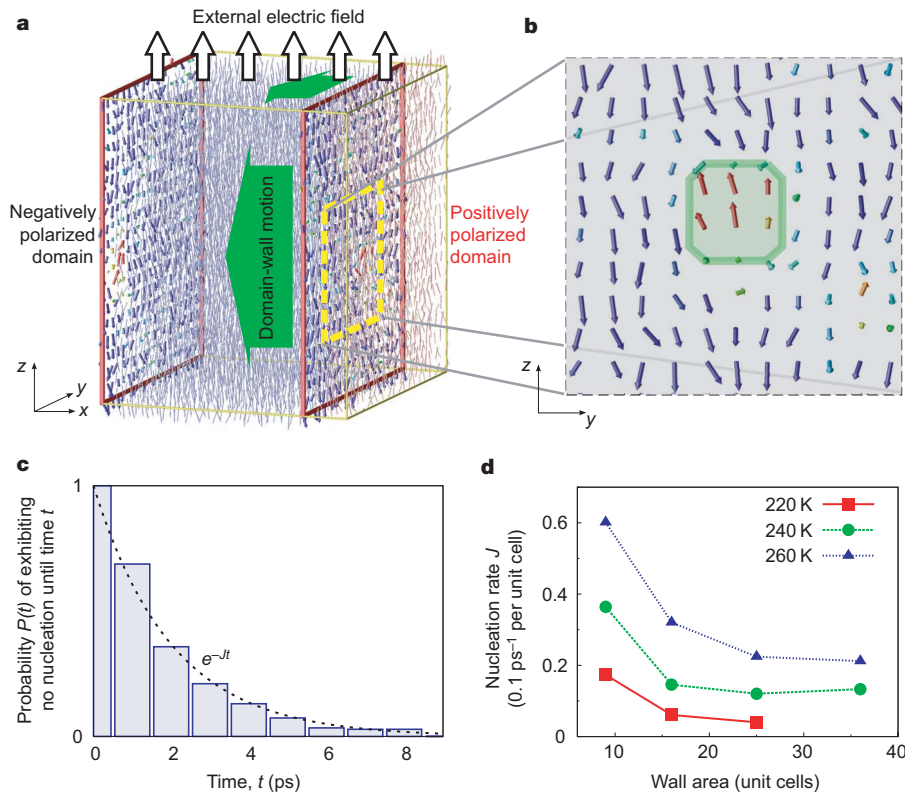 a
External electric field
b
Negatively
polarized
domain
Domain-wall motion
Positively
polarized
domain
z
y
x
z
y
c
Probability P(t) of exhibiting
no nucleation until time t
1
0
e–Jt
0 2 4 6 8
Time, t (ps)
d
Nucleation rate J
(0.1 ps–1 per unit cell)
0.6
0.4
0.2
0
220 K
240 K
260 K
10 20 30 40
Wall area (unit cells)